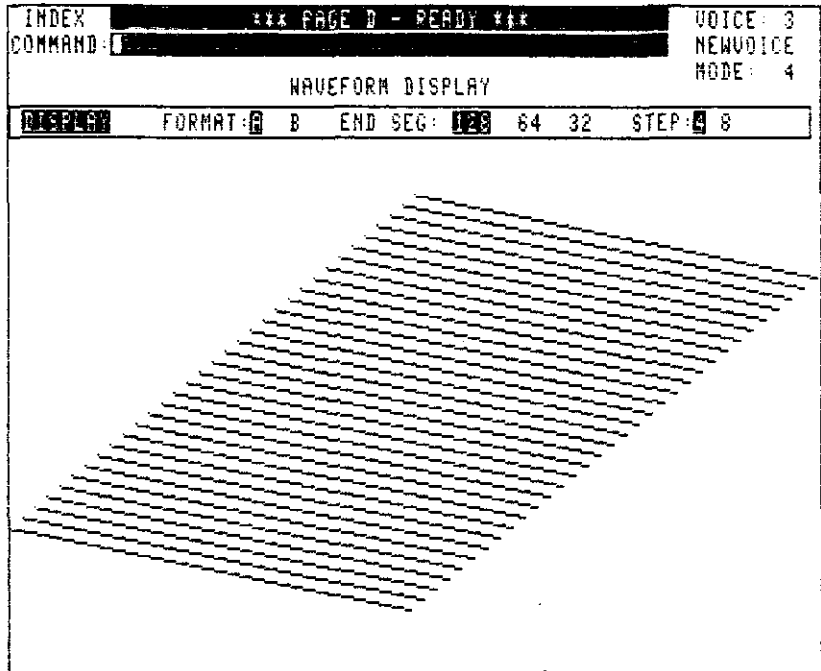 INDEX *** PAGE D - READY *** VOICE: 3
COMMAND: NEWVOICE
MODE: 4
WAVEFORM DISPLAY
DISPLAY FORMAT:A B END SEG: 128 64 32 STEP:4 8